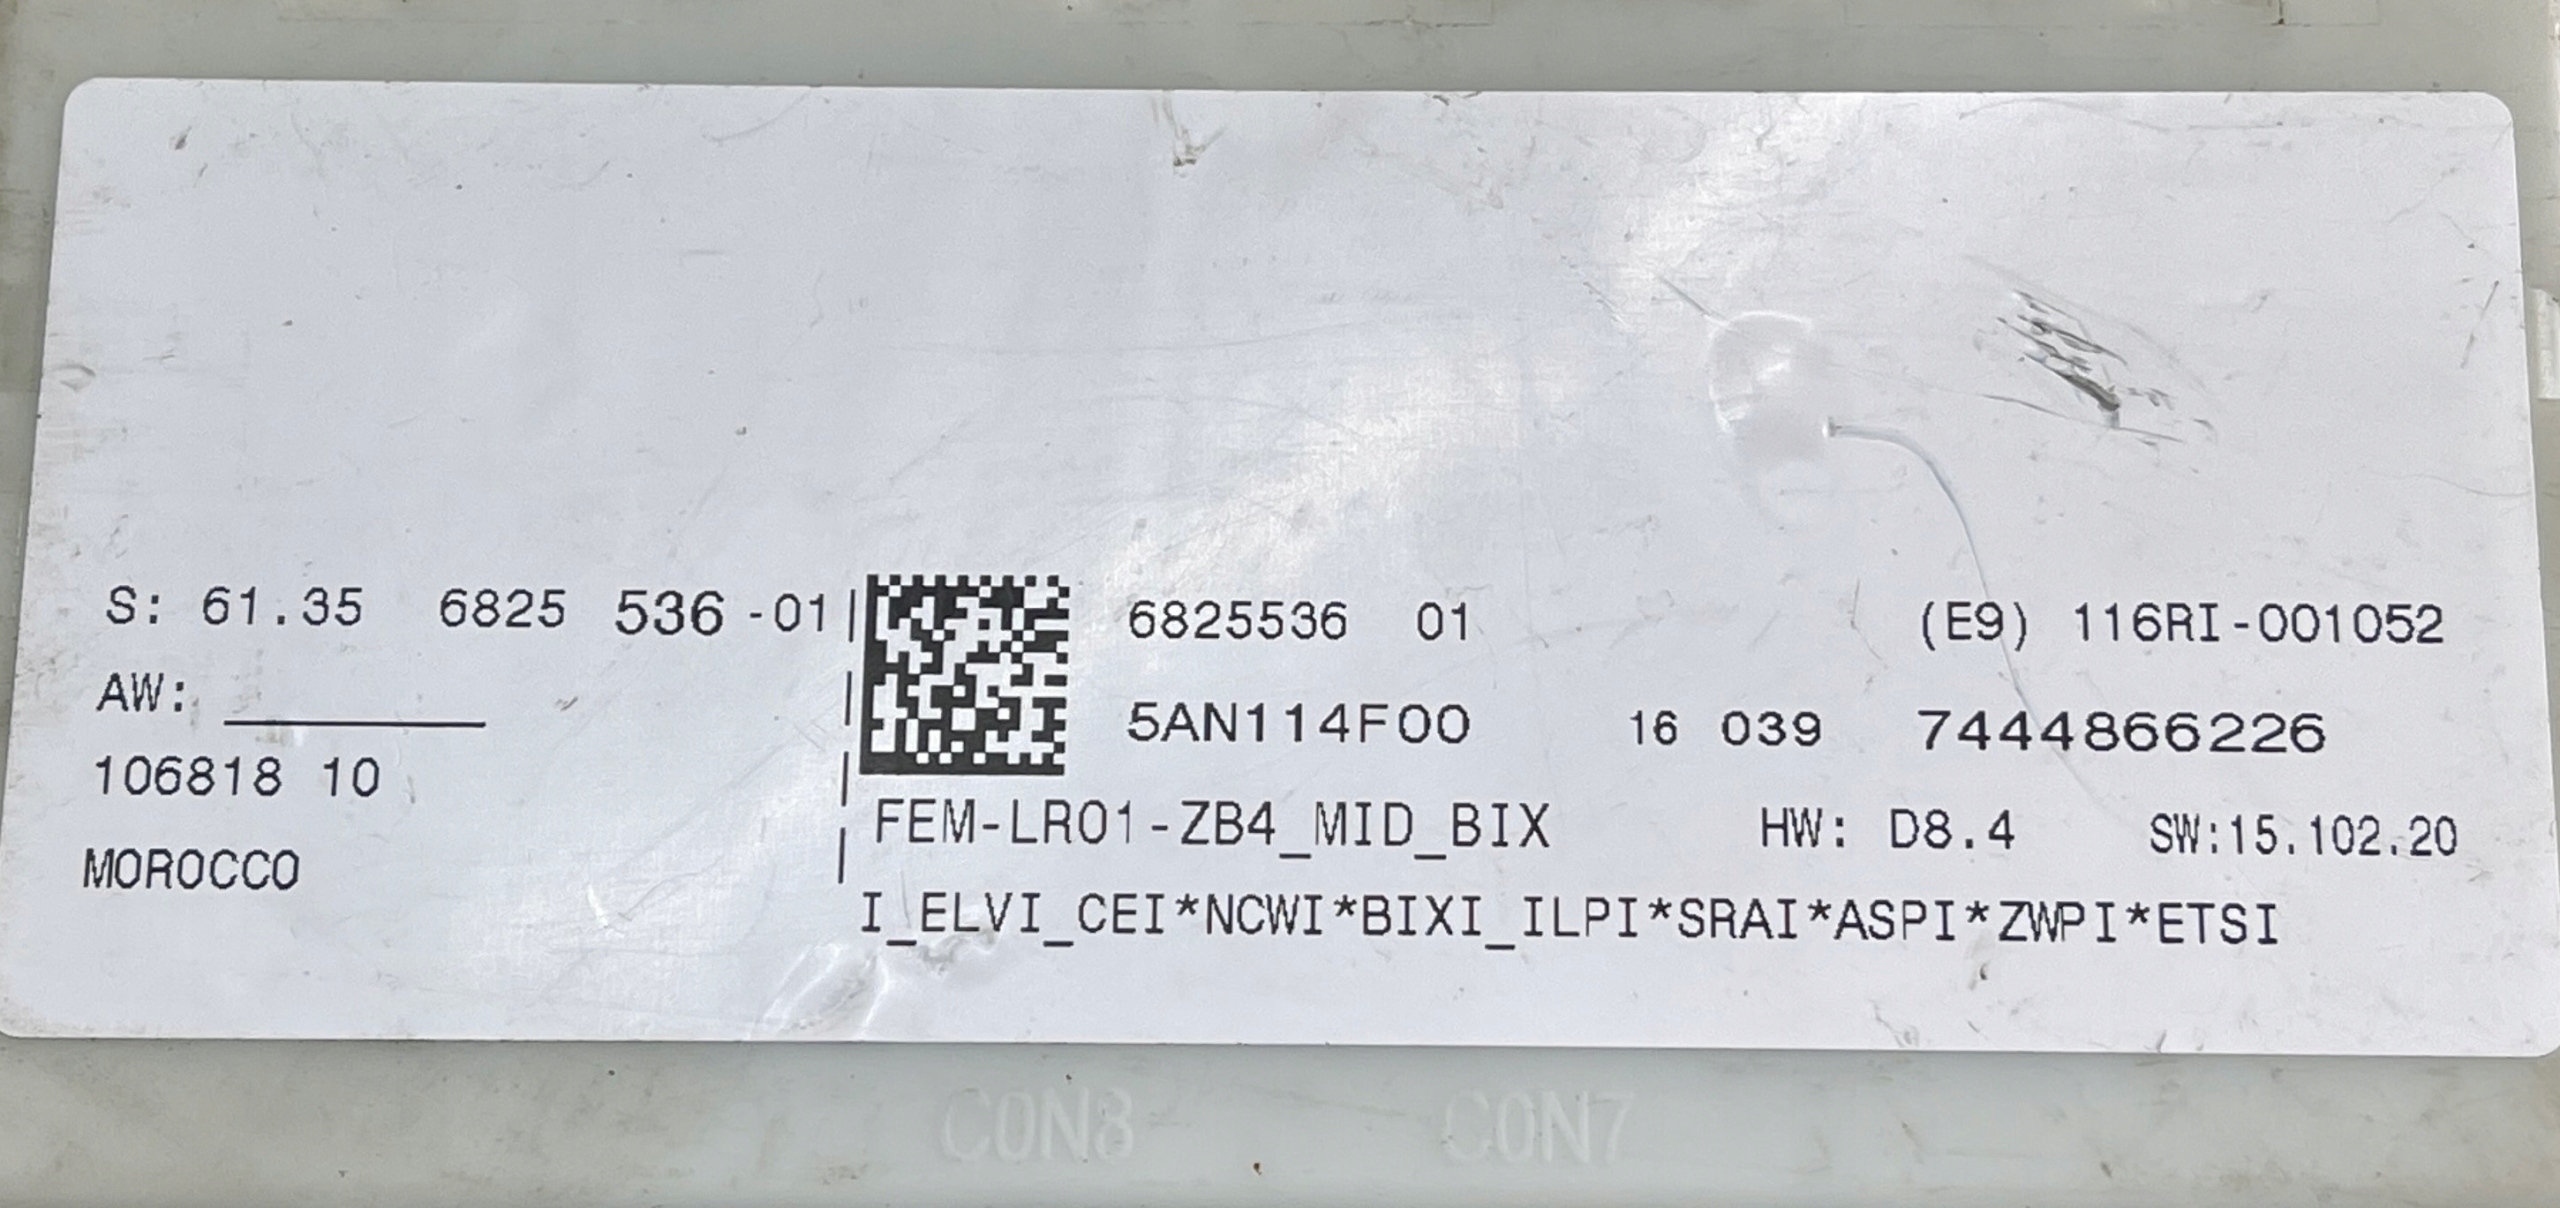 S: 61.35 6825 536 -01
AW:
106818 10
MOROCCO
6825536 01 (E9) 116RI-001052
5AN114F00 16 039 7444866226
FEM-LR01-ZB4_MID_BIX HW: D8.4 SW:15.102.20
I_ELVI_CEI*NCWI*BIXI_ILPI*SRAI*ASPI*ZWPI*ETSI
CON8 CON7